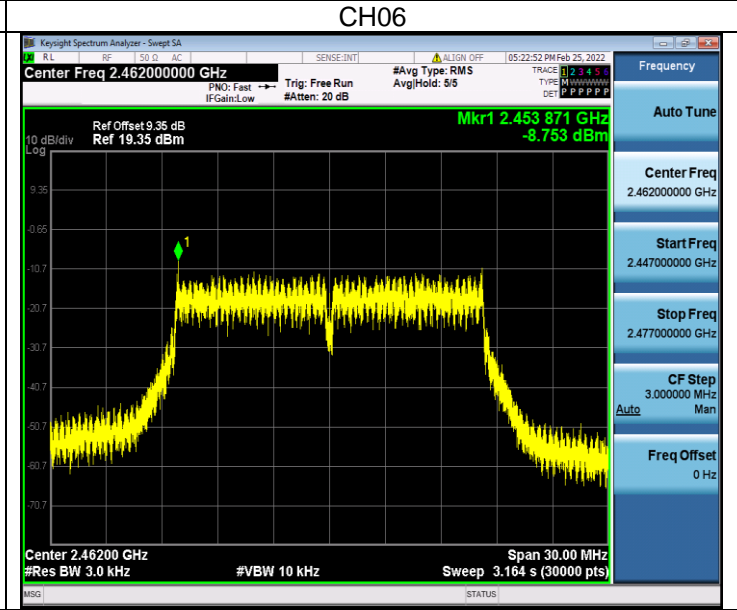 CH06
Keysight Spectrum Analyzer - Swept SA
RL RF 50 Ω AC SENSE:INT ALIGN OFF 05:22:52 PM Feb 25, 2022
Center Freq 2.462000000 GHz
PNO: Fast
IFGain:Low
Trig: Free Run
#Atten: 20 dB
#Avg Type: RMS
Avg|Hold: 5/5
TRACE 1 2 3 4 5 6
TYPE M W W W W W
DET P P P P P P
Ref Offset 9.35 dB
10 dB/div Ref 19.35 dBm
Log
Mkr1 2.453 871 GHz
-8.753 dBm
9.35
-0.65
-10.7
-20.7
-30.7
-40.7
-50.7
-60.7
-70.7
1
Center 2.46200 GHz Span 30.00 MHz
#Res BW 3.0 kHz #VBW 10 kHz Sweep 3.164 s (30000 pts)
MSG STATUS
Frequency
Auto Tune
Center Freq
2.462000000 GHz
Start Freq
2.447000000 GHz
Stop Freq
2.477000000 GHz
CF Step
3.000000 MHz
Auto Man
Freq Offset
0 Hz